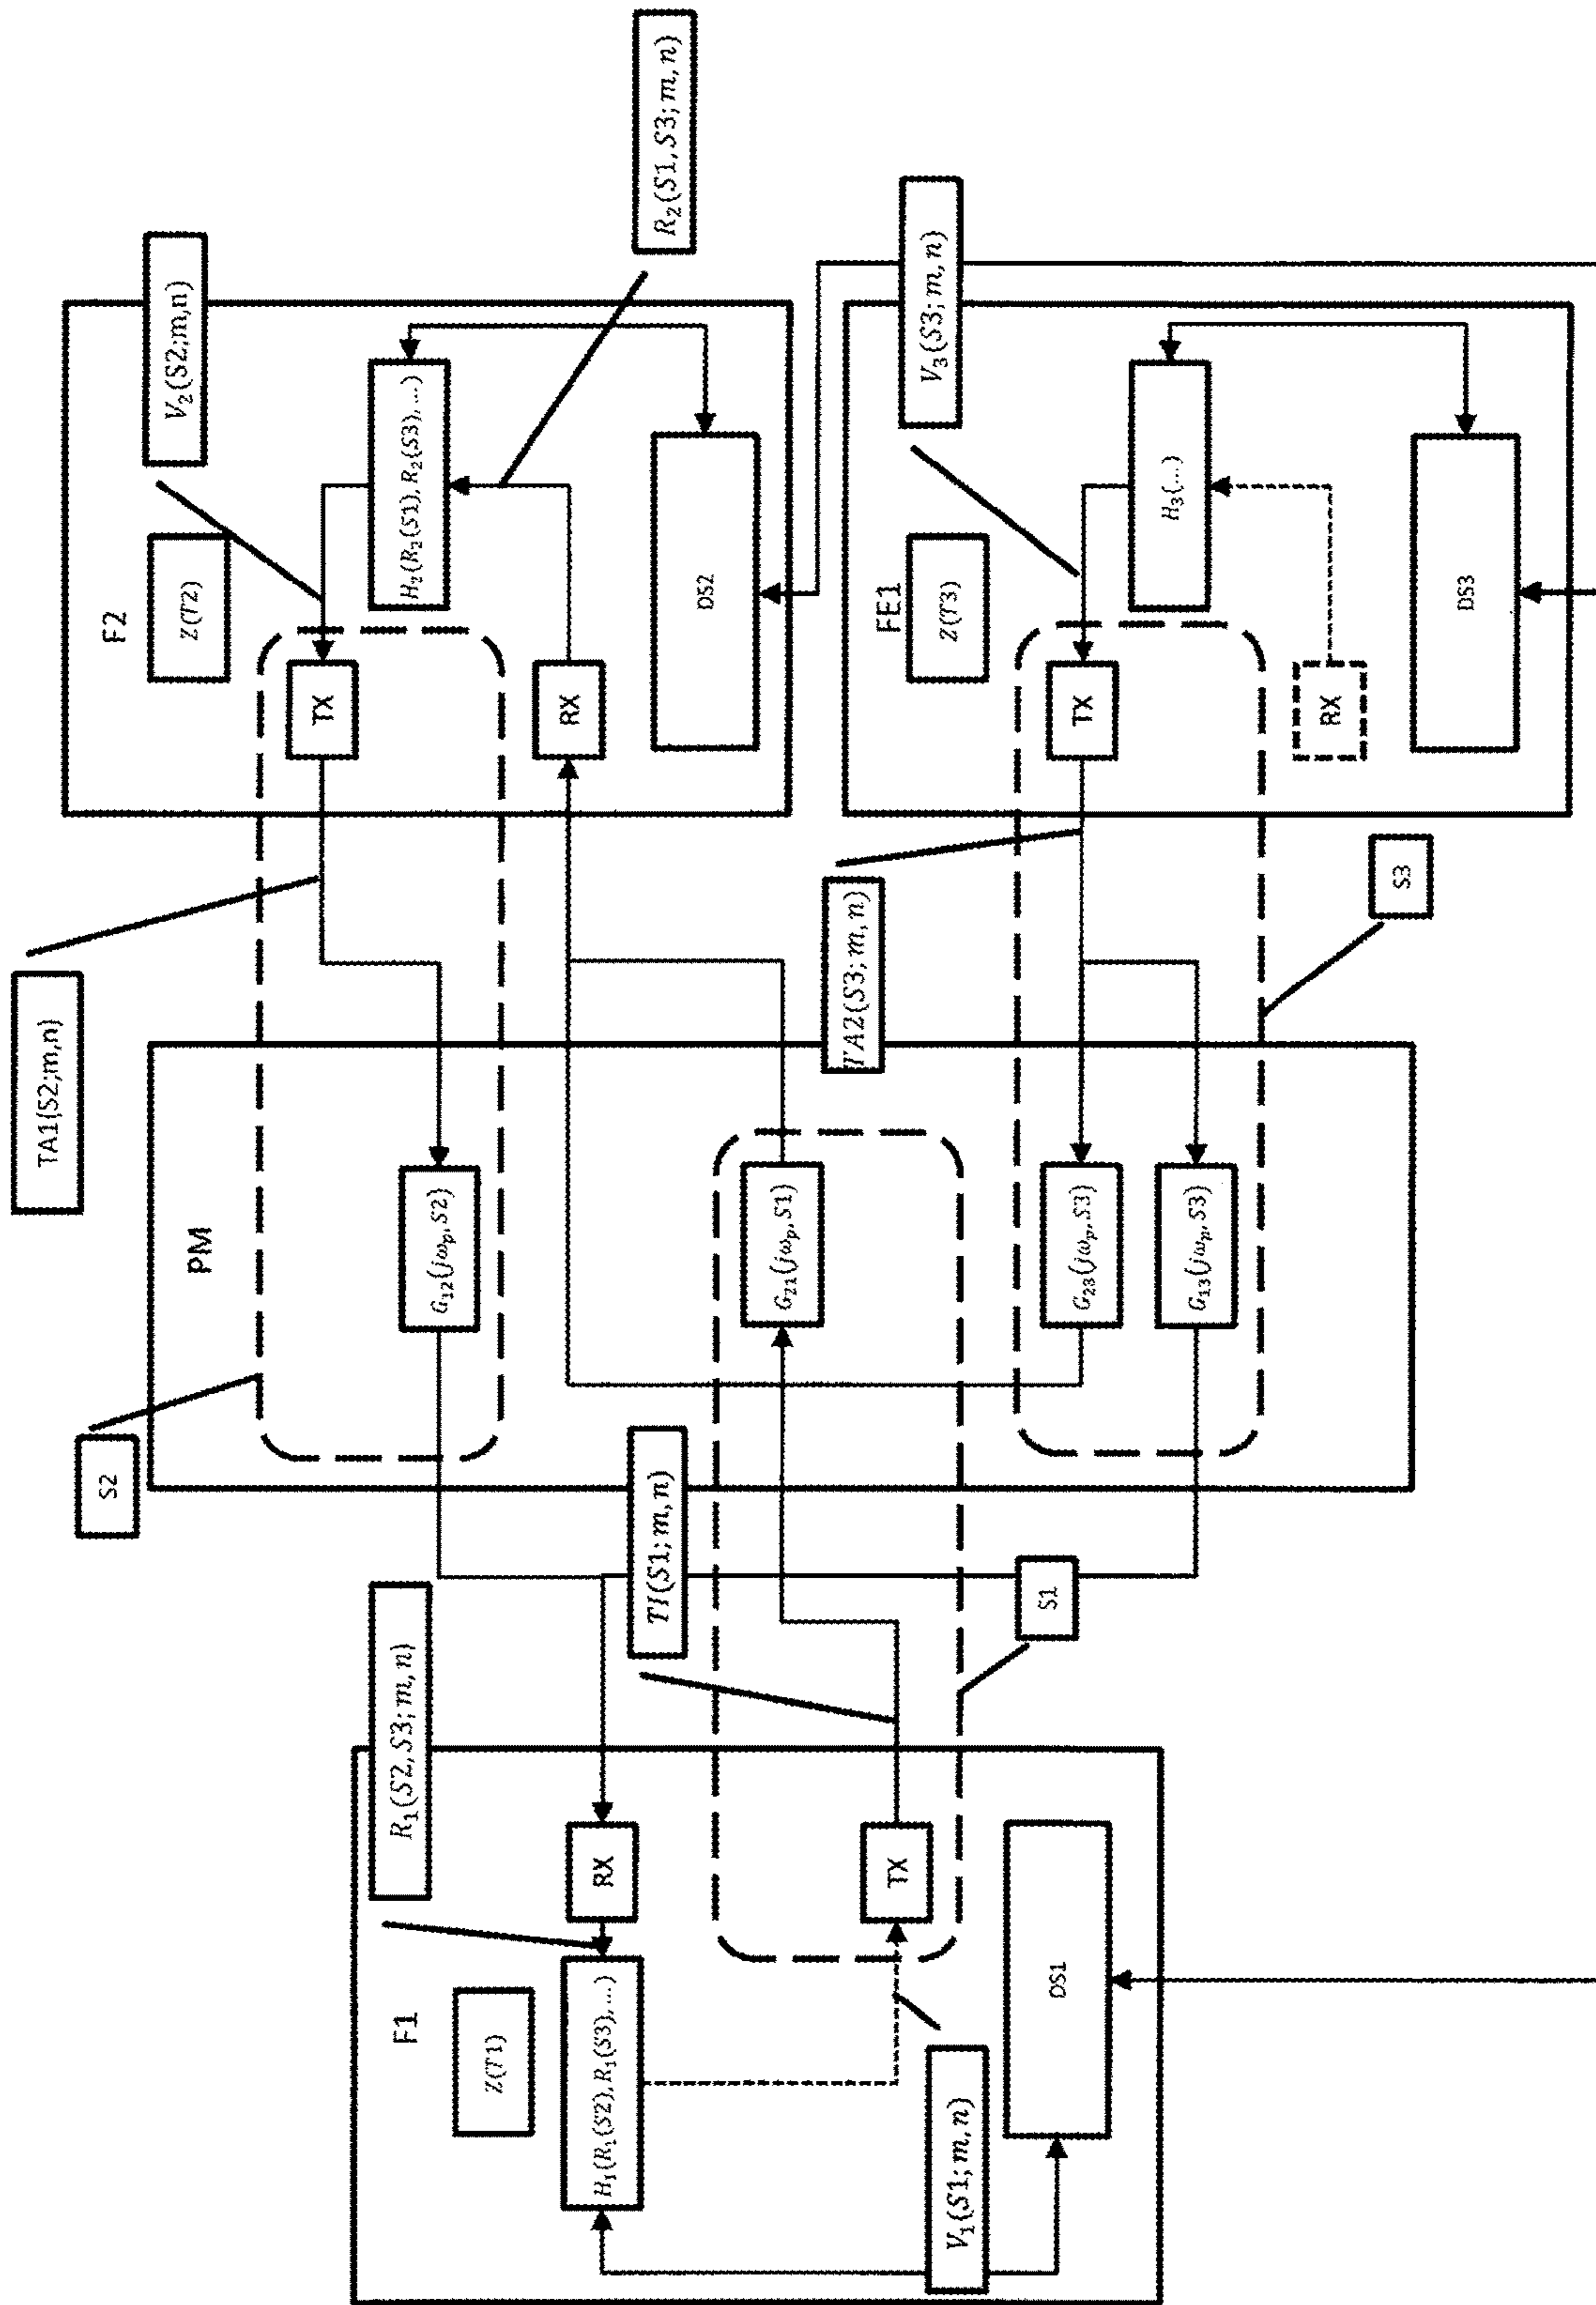 R₁(S2,S3;m,n)
F1
Z(T1)
H₁(R₁(S2),R₁(S3),...)
RX
TX
V₁(S1;m,n)
DS1
S2
TI(S1;m,n)
S1
TA1(S2;m,n)
PM
G₁₂(jωₚ,S2)
G₂₁(jωₚ,S1)
G₂₃(jωₚ,S3)
G₁₃(jωₚ,S3)
TA2(S3;m,n)
S3
V₂(S2;m,n)
F2
Z(T2)
TX
H₂(R₂(S1),R₂(S3),...)
RX
DS2
R₂(S1,S3;m,n)
V₃(S3;m,n)
FE1
Z(T3)
TX
H₃(...)
RX
DS3